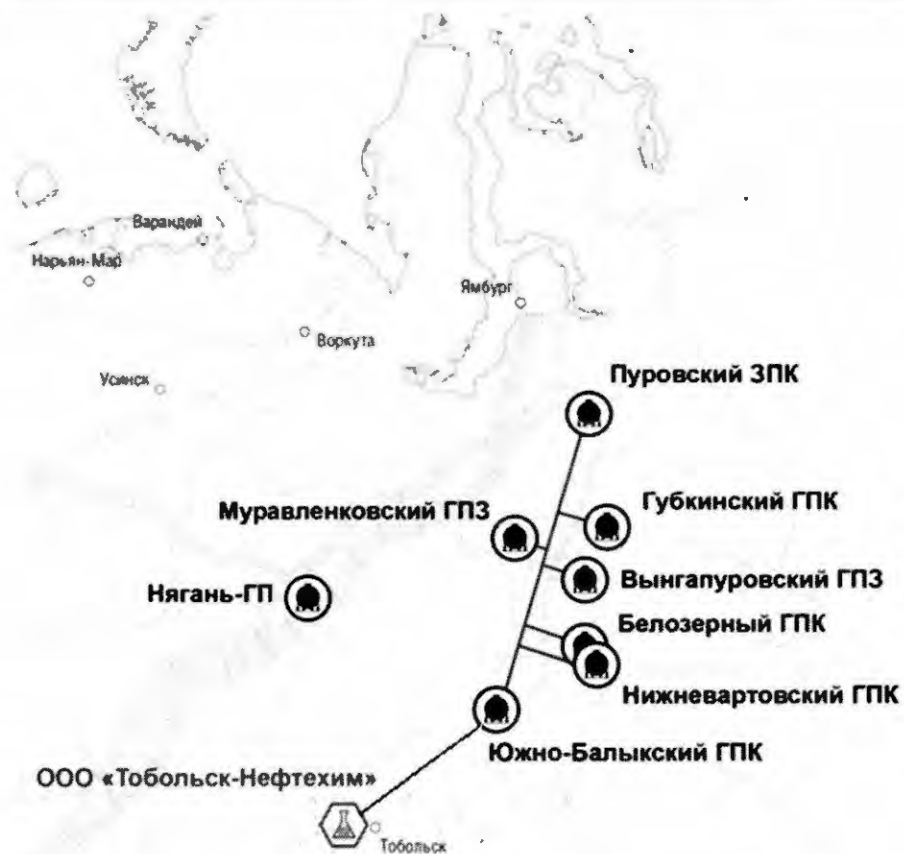 Варандей
Нарьян-Мар
Ямбург
Воркута
Усинск
Пуровский ЗПК
Муравленковский ГПЗ
Губкинский ГПК
Нягань-ГП
Вынгапуровский ГПЗ
Белозерный ГПК
Нижневартовский ГПК
Южно-Балыкский ГПК
ООО «Тобольск-Нефтехим»
Тобольск